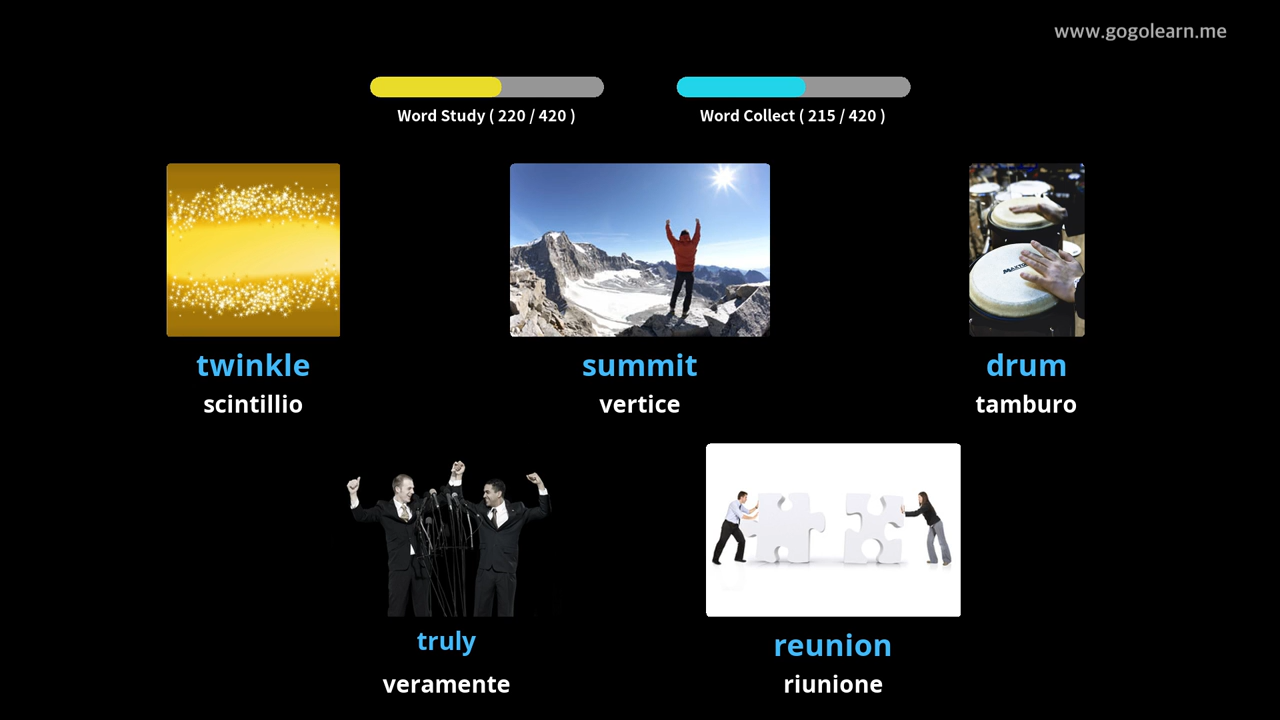 www.gogolearn.me
Word Study ( 220 / 420 )
Word Collect ( 215 / 420 )
twinkle
scintillio
summit
vertice
drum
tamburo
truly
veramente
reunion
riunione